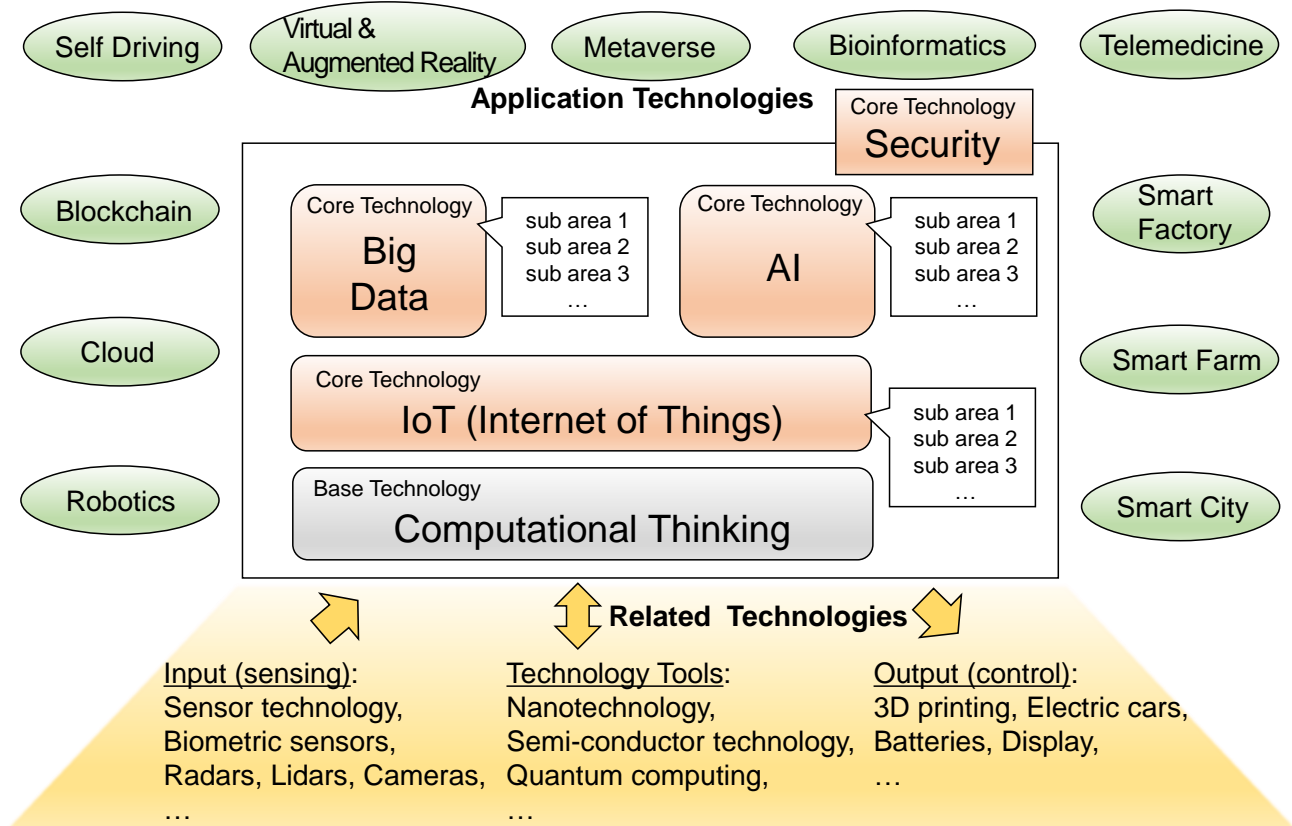 Self Driving
Virtual &
Augmented Reality
Metaverse
Bioinformatics
Telemedicine
Application Technologies
Core Technology
Security
Blockchain
Core Technology
Big
Data
sub area 1
sub area 2
sub area 3
…
Core Technology
AI
sub area 1
sub area 2
sub area 3
…
Smart
Factory
Cloud
Core Technology
IoT (Internet of Things)
sub area 1
sub area 2
sub area 3
…
Smart Farm
Robotics
Base Technology
Computational Thinking
Smart City
Related Technologies
Input (sensing):
Sensor technology,
Biometric sensors,
Radars, Lidars, Cameras,
…
Technology Tools:
Nanotechnology,
Semi-conductor technology,
Quantum computing,
…
Output (control):
3D printing, Electric cars,
Batteries, Display,
…